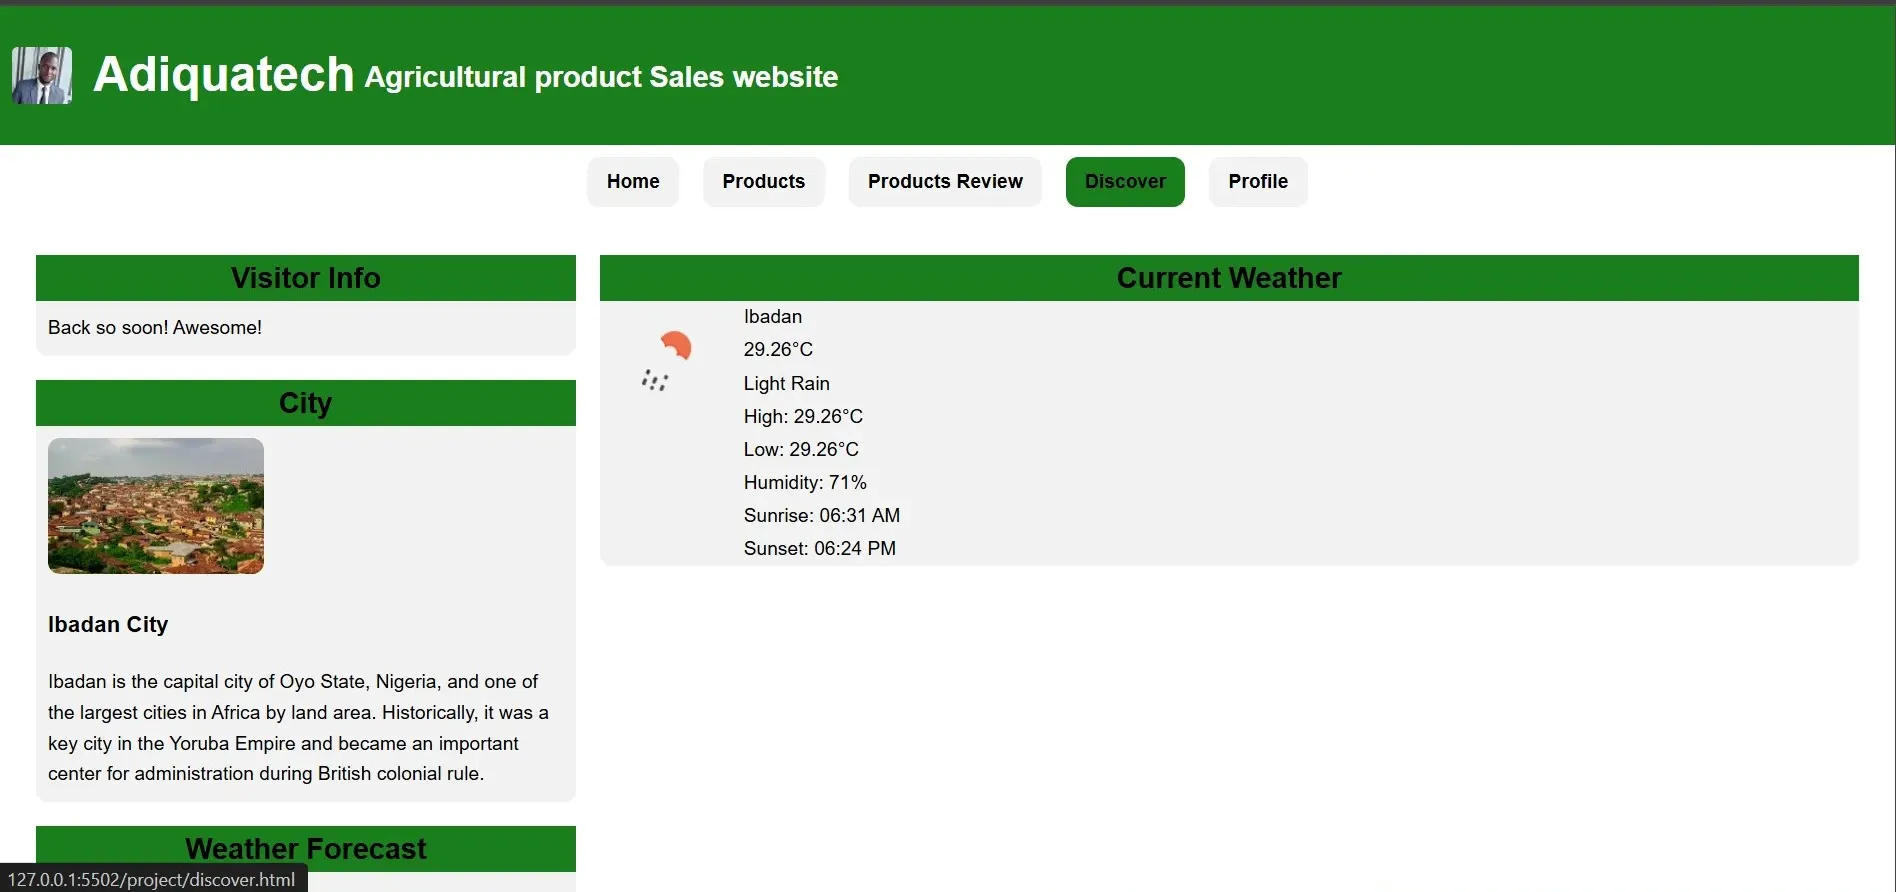 Adiquatech Agricultural product Sales website
Home Products Products Review Discover Profile
Visitor Info
Back so soon! Awesome!
City
Ibadan City
Ibadan is the capital city of Oyo State, Nigeria, and one of
the largest cities in Africa by land area. Historically, it was a
key city in the Yoruba Empire and became an important
center for administration during British colonial rule.
Weather Forecast
Current Weather
Ibadan
29.26°C
Light Rain
High: 29.26°C
Low: 29.26°C
Humidity: 71%
Sunrise: 06:31 AM
Sunset: 06:24 PM
127.0.0.1:5502/project/discover.html